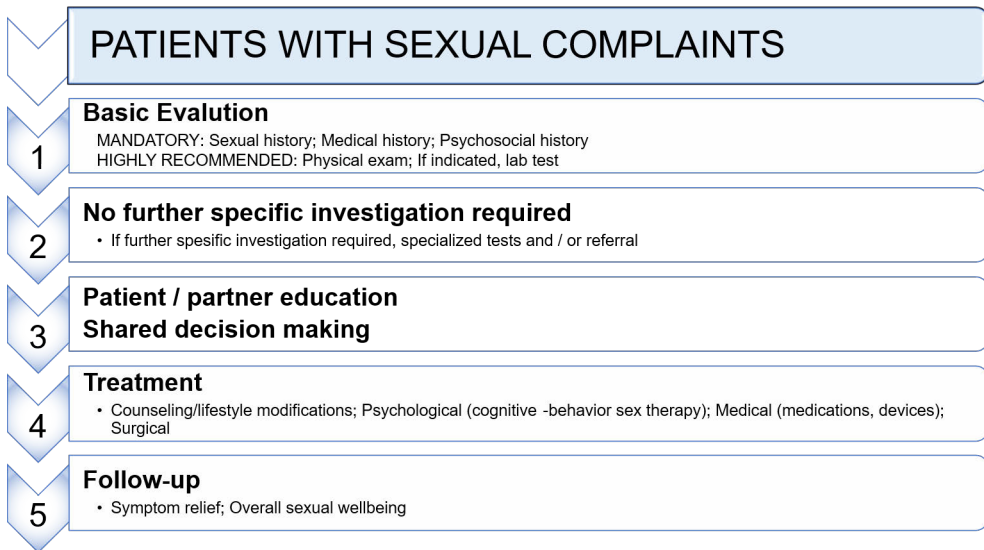 PATIENTS WITH SEXUAL COMPLAINTS
1
Basic Evalution
MANDATORY: Sexual history; Medical history; Psychosocial history
HIGHLY RECOMMENDED: Physical exam; If indicated, lab test
2
No further specific investigation required
• If further spesific investigation required, specialized tests and / or referral
3
Patient / partner education
Shared decision making
4
Treatment
• Counseling/lifestyle modifications; Psychological (cognitive -behavior sex therapy); Medical (medications, devices);
Surgical
5
Follow-up
• Symptom relief; Overall sexual wellbeing